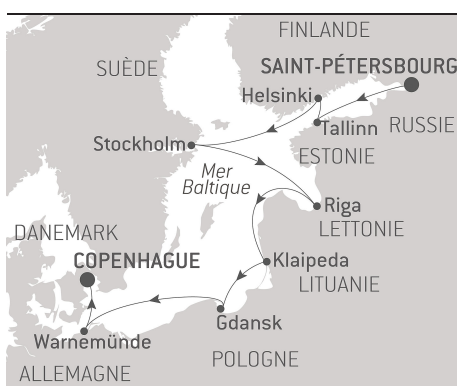 FINLANDE
SUÈDE
SAINT-PÉTERSBOURG
Helsinki
Tallinn
RUSSIE
Stockholm
ESTONIE
Mer
Baltique
Riga
LETTONIE
DANEMARK
COPENHAGUE
Klaipeda
LITUANIE
Gdansk
Warnemünde
POLOGNE
ALLEMAGNE